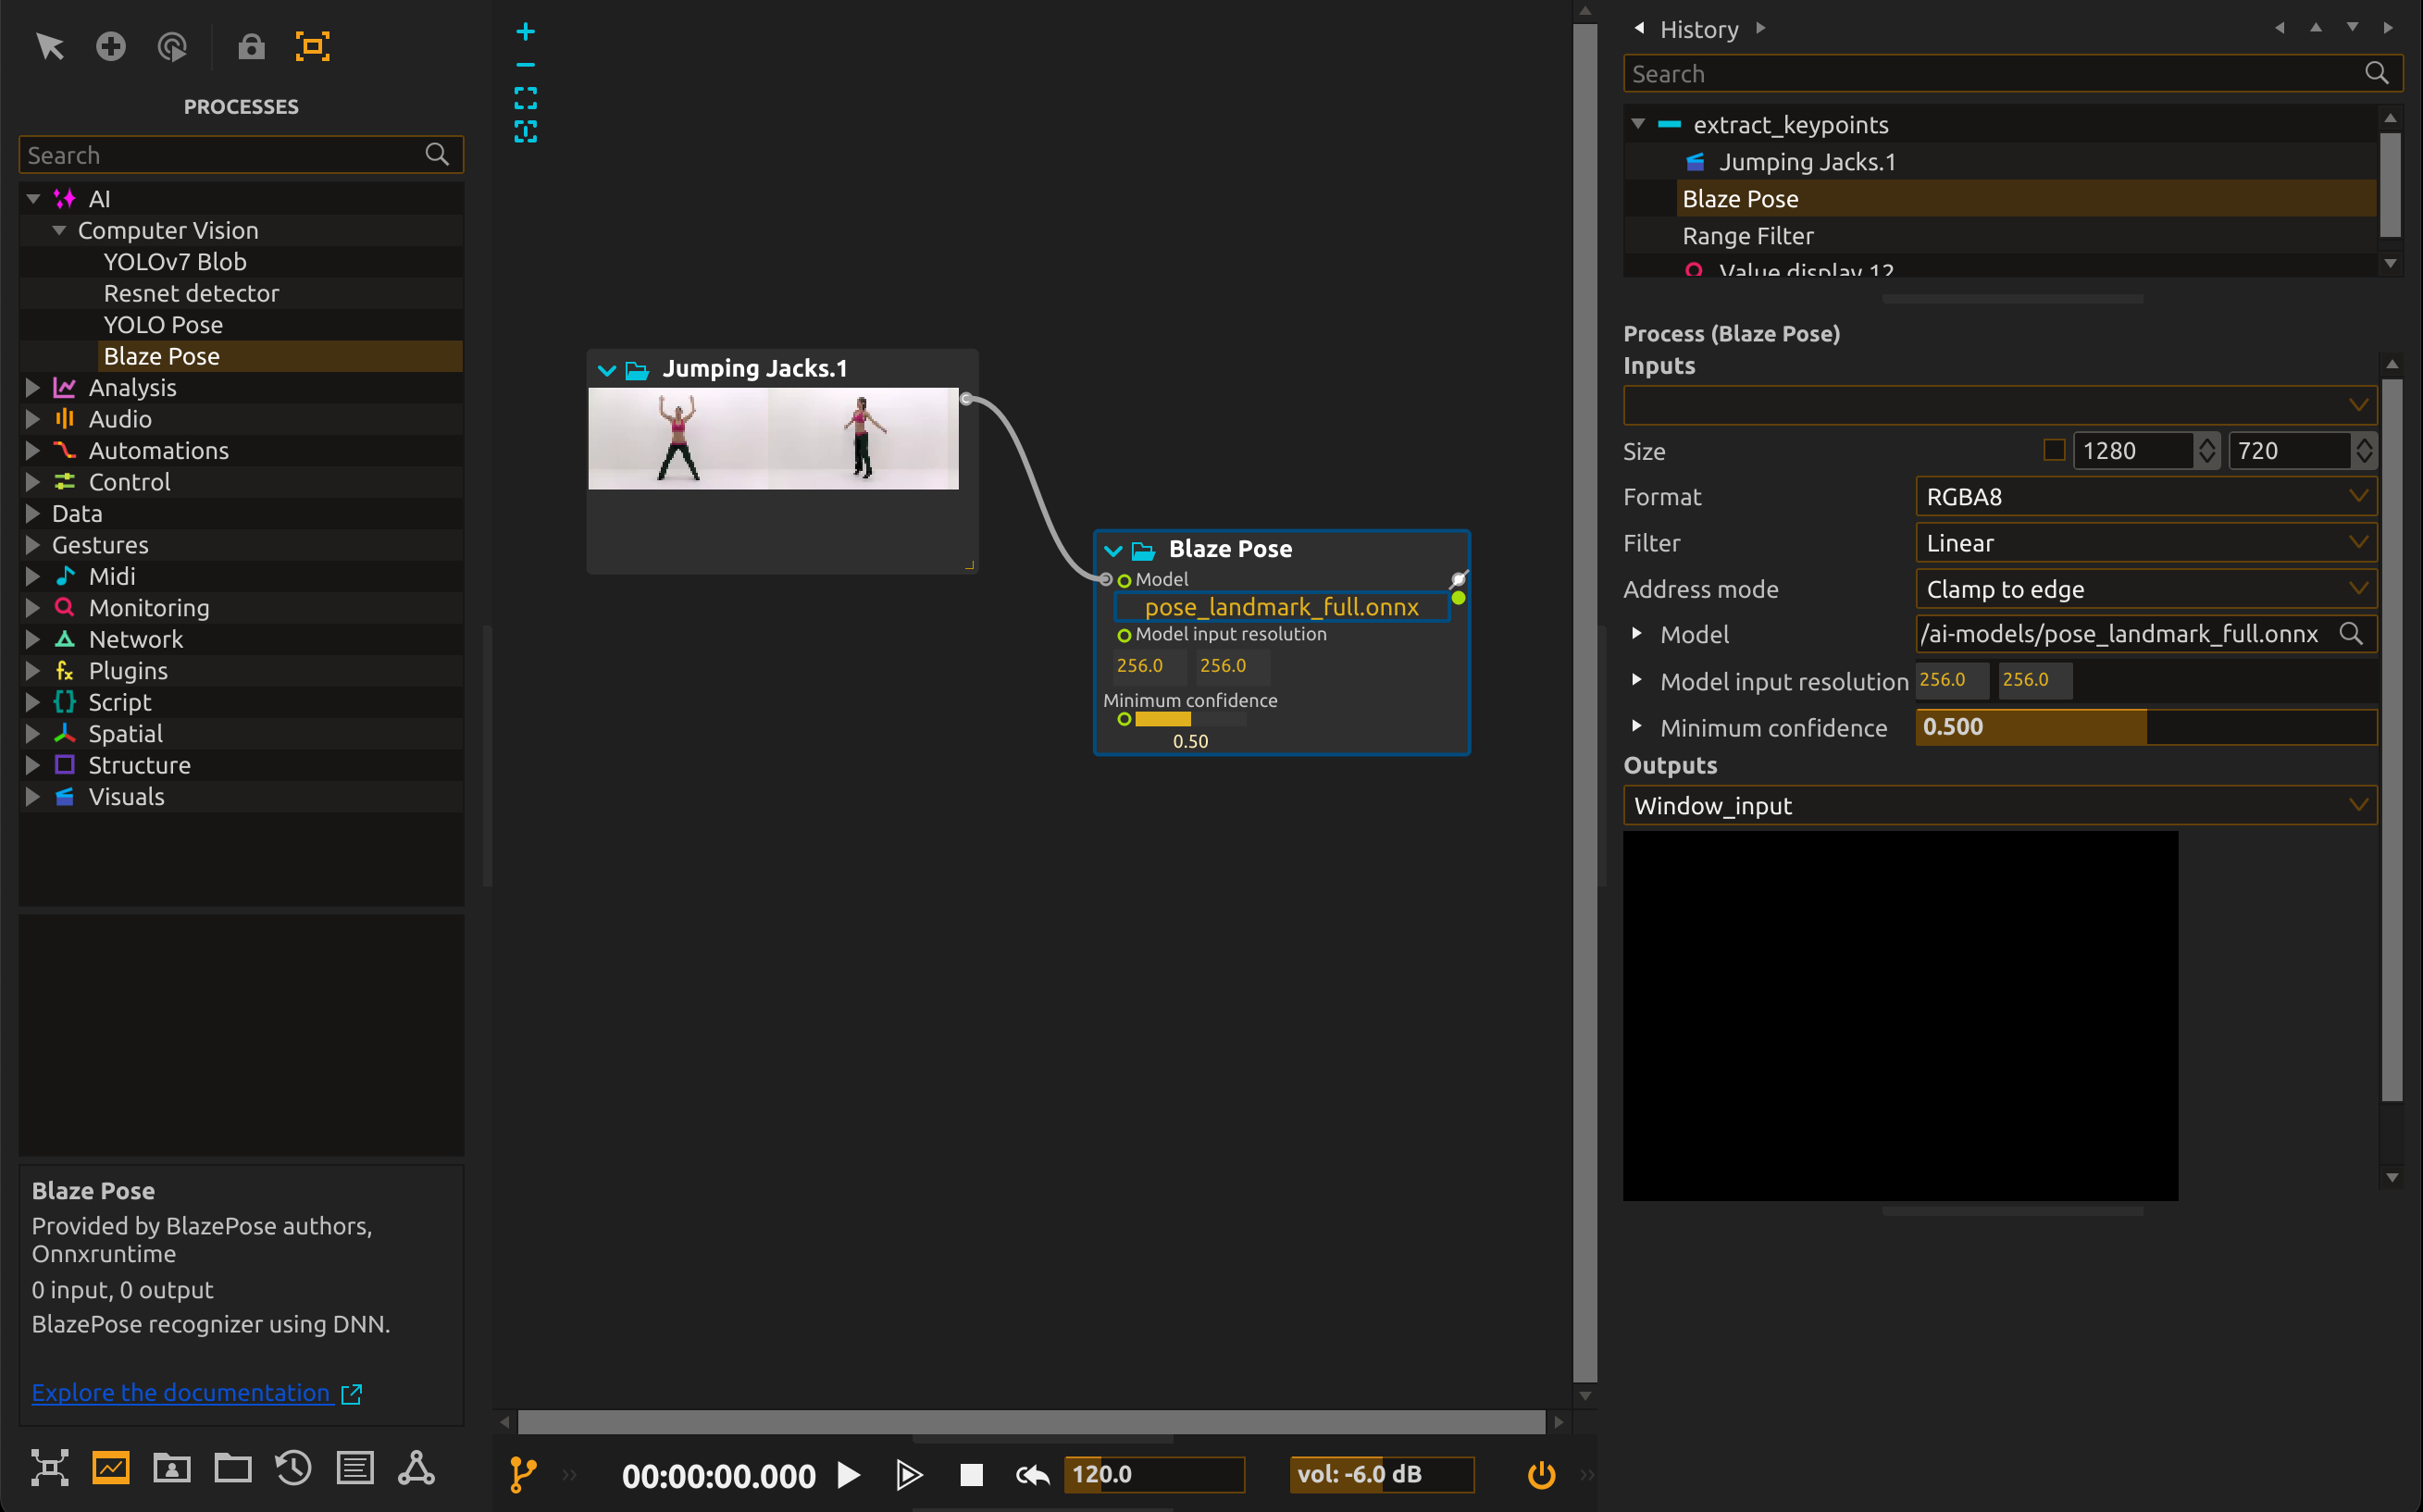 PROCESSES
Search
AI
Computer Vision
YOLOv7 Blob
Resnet detector
YOLO Pose
Blaze Pose
Analysis
Audio
Automations
Control
Data
Gestures
Midi
Monitoring
Network
Plugins
Script
Spatial
Structure
Visuals
Blaze Pose
Provided by BlazePose authors,
Onnxruntime
0 input, 0 output
BlazePose recognizer using DNN.
Explore the documentation
Jumping Jacks.1
Blaze Pose
Model
pose_landmark_full.onnx
Model input resolution
256.0 256.0
Minimum confidence
0.50
00:00:00.000
120.0
vol: -6.0 dB
History
Search
extract_keypoints
Jumping Jacks.1
Blaze Pose
Range Filter
Value display.12
Process (Blaze Pose)
Inputs
Size 1280 720
Format RGBA8
Filter Linear
Address mode Clamp to edge
Model /ai-models/pose_landmark_full.onnx
Model input resolution 256.0 256.0
Minimum confidence 0.500
Outputs
Window_input